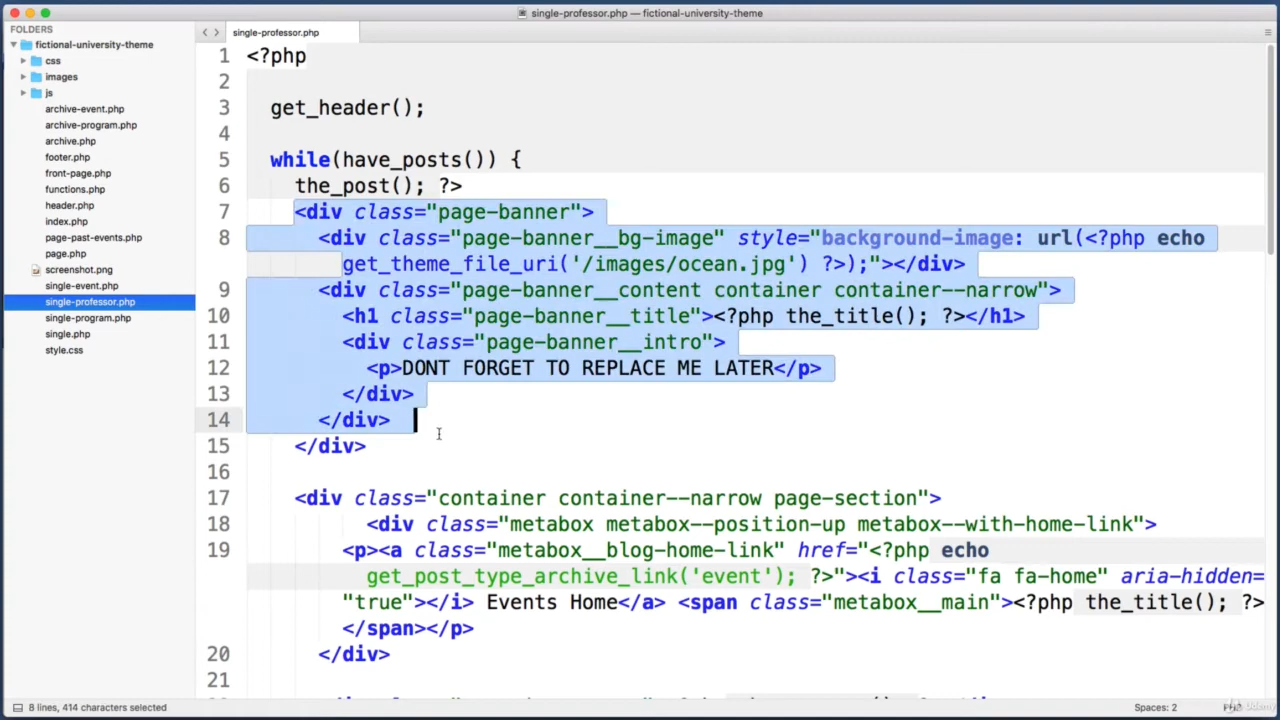 single-professor.php — fictional-university-theme
FOLDERS
fictional-university-theme
css
images
js
archive-event.php
archive-program.php
archive.php
footer.php
front-page.php
functions.php
header.php
index.php
page-past-events.php
page.php
screenshot.png
single-event.php
single-professor.php
single-program.php
single.php
style.css
single-professor.php
1 <?php
2
3 get_header();
4
5 while(have_posts()) {
6 the_post(); ?>
7 <div class="page-banner">
8 <div class="page-banner__bg-image" style="background-image: url(<?php echo
get_theme_file_uri('/images/ocean.jpg') ?>);"></div>
9 <div class="page-banner__content container container--narrow">
10 <h1 class="page-banner__title"><?php the_title(); ?></h1>
11 <div class="page-banner__intro">
12 <p>DONT FORGET TO REPLACE ME LATER</p>
13 </div>
14 </div>
15 </div>
16
17 <div class="container container--narrow page-section">
18 <div class="metabox metabox--position-up metabox--with-home-link">
19 <p><a class="metabox__blog-home-link" href="<?php echo
get_post_type_archive_link('event'); ?>"><i class="fa fa-home" aria-hidden=
"true"></i> Events Home</a> <span class="metabox__main"><?php the_title(); ?>
</span></p>
20 </div>
21
8 lines, 414 characters selected
Spaces: 2
PHP
Udemy